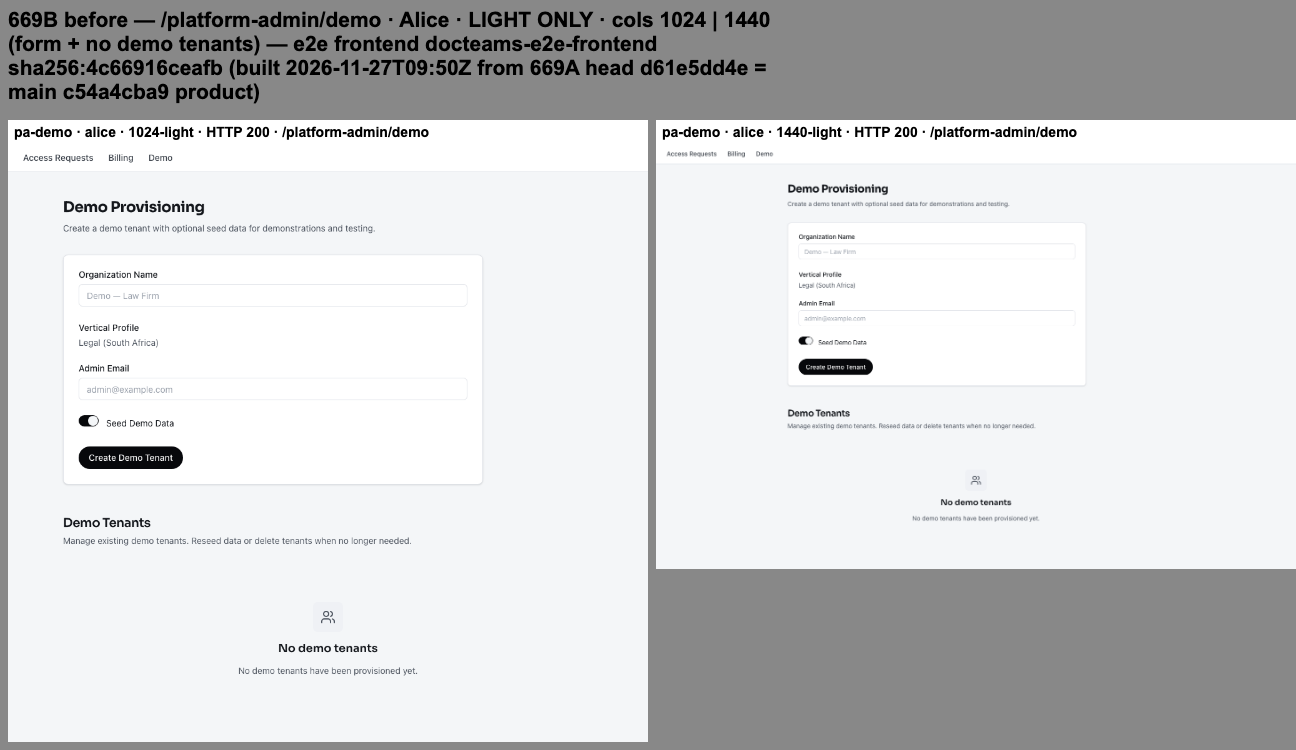 669B before — /platform-admin/demo · Alice · LIGHT ONLY · cols 1024 | 1440
(form + no demo tenants) — e2e frontend docteams-e2e-frontend
sha256:4c66916ceafb (built 2026-11-27T09:50Z from 669A head d61e5dd4e =
main c54a4cba9 product)
pa-demo · alice · 1024-light · HTTP 200 · /platform-admin/demo
Access Requests Billing Demo
Demo Provisioning
Create a demo tenant with optional seed data for demonstrations and testing.
Organization Name
Demo — Law Firm
Vertical Profile
Legal (South Africa)
Admin Email
admin@example.com
Seed Demo Data
Create Demo Tenant
Demo Tenants
Manage existing demo tenants. Reseed data or delete tenants when no longer needed.
No demo tenants
No demo tenants have been provisioned yet.
pa-demo · alice · 1440-light · HTTP 200 · /platform-admin/demo
Access Requests Billing Demo
Demo Provisioning
Create a demo tenant with optional seed data for demonstrations and testing.
Organization Name
Demo — Law Firm
Vertical Profile
Legal (South Africa)
Admin Email
admin@example.com
Seed Demo Data
Create Demo Tenant
Demo Tenants
Manage existing demo tenants. Reseed data or delete tenants when no longer needed.
No demo tenants
No demo tenants have been provisioned yet.